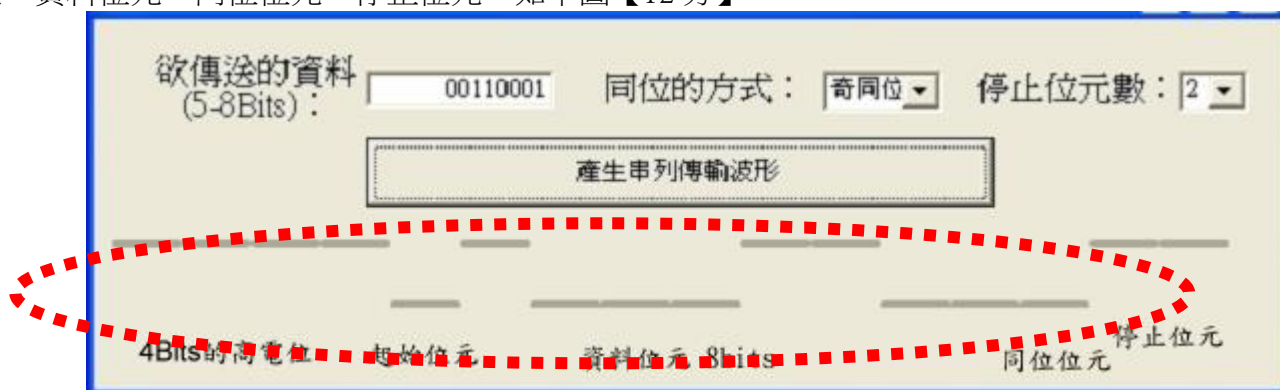 資料位元、同位位元、停止位元，如下圖【12分】
欲傳送的資料
(5-8Bits)：
00110001
同位的方式：
奇同位
停止位元數：
2
產生串列傳輸波形
4Bits的高電位
起始位元
資料位元 8bits
同位位元
停止位元